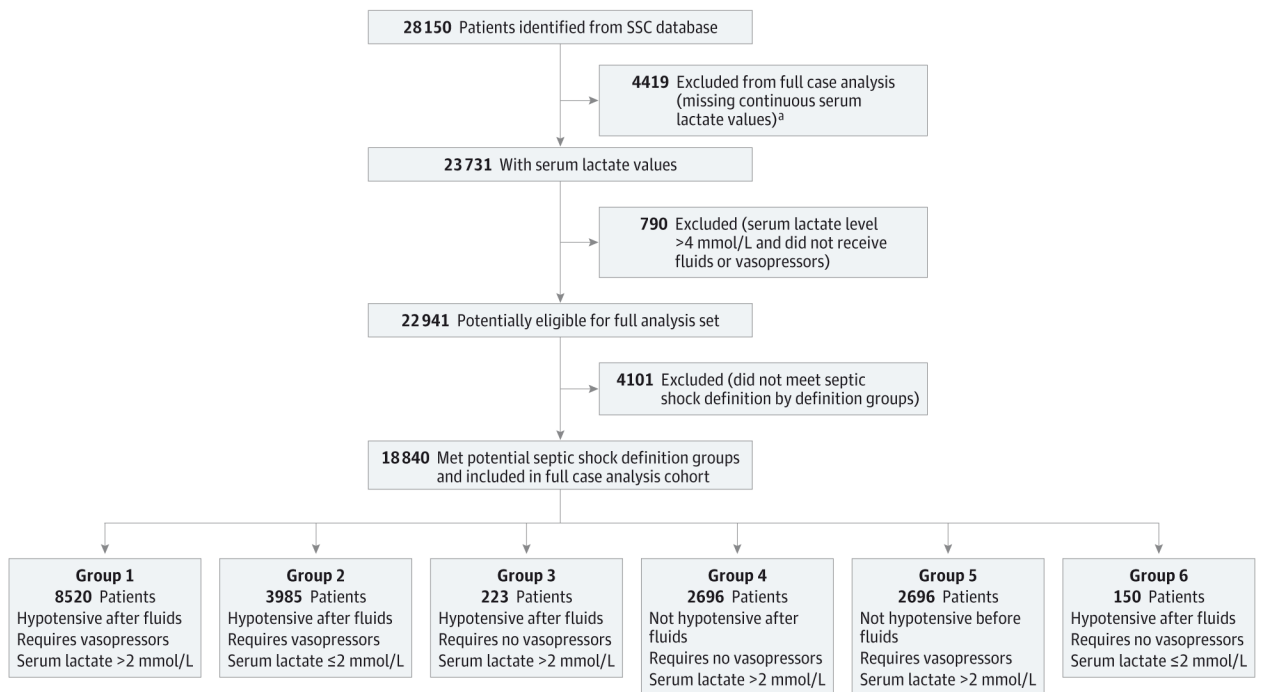 28150 Patients identified from SSC database
4419 Excluded from full case analysis
(missing continuous serum
lactate values)a
23731 With serum lactate values
790 Excluded (serum lactate level
>4 mmol/L and did not receive
fluids or vasopressors)
22941 Potentially eligible for full analysis set
4101 Excluded (did not meet septic
shock definition by definition groups)
18840 Met potential septic shock definition groups
and included in full case analysis cohort
Group 1
8520 Patients
Hypotensive after fluids
Requires vasopressors
Serum lactate >2 mmol/L
Group 2
3985 Patients
Hypotensive after fluids
Requires vasopressors
Serum lactate ≤2 mmol/L
Group 3
223 Patients
Hypotensive after fluids
Requires no vasopressors
Serum lactate >2 mmol/L
Group 4
2696 Patients
Not hypotensive after
fluids
Requires no vasopressors
Serum lactate >2 mmol/L
Group 5
2696 Patients
Not hypotensive before
fluids
Requires vasopressors
Serum lactate >2 mmol/L
Group 6
150 Patients
Hypotensive after fluids
Requires no vasopressors
Serum lactate ≤2 mmol/L